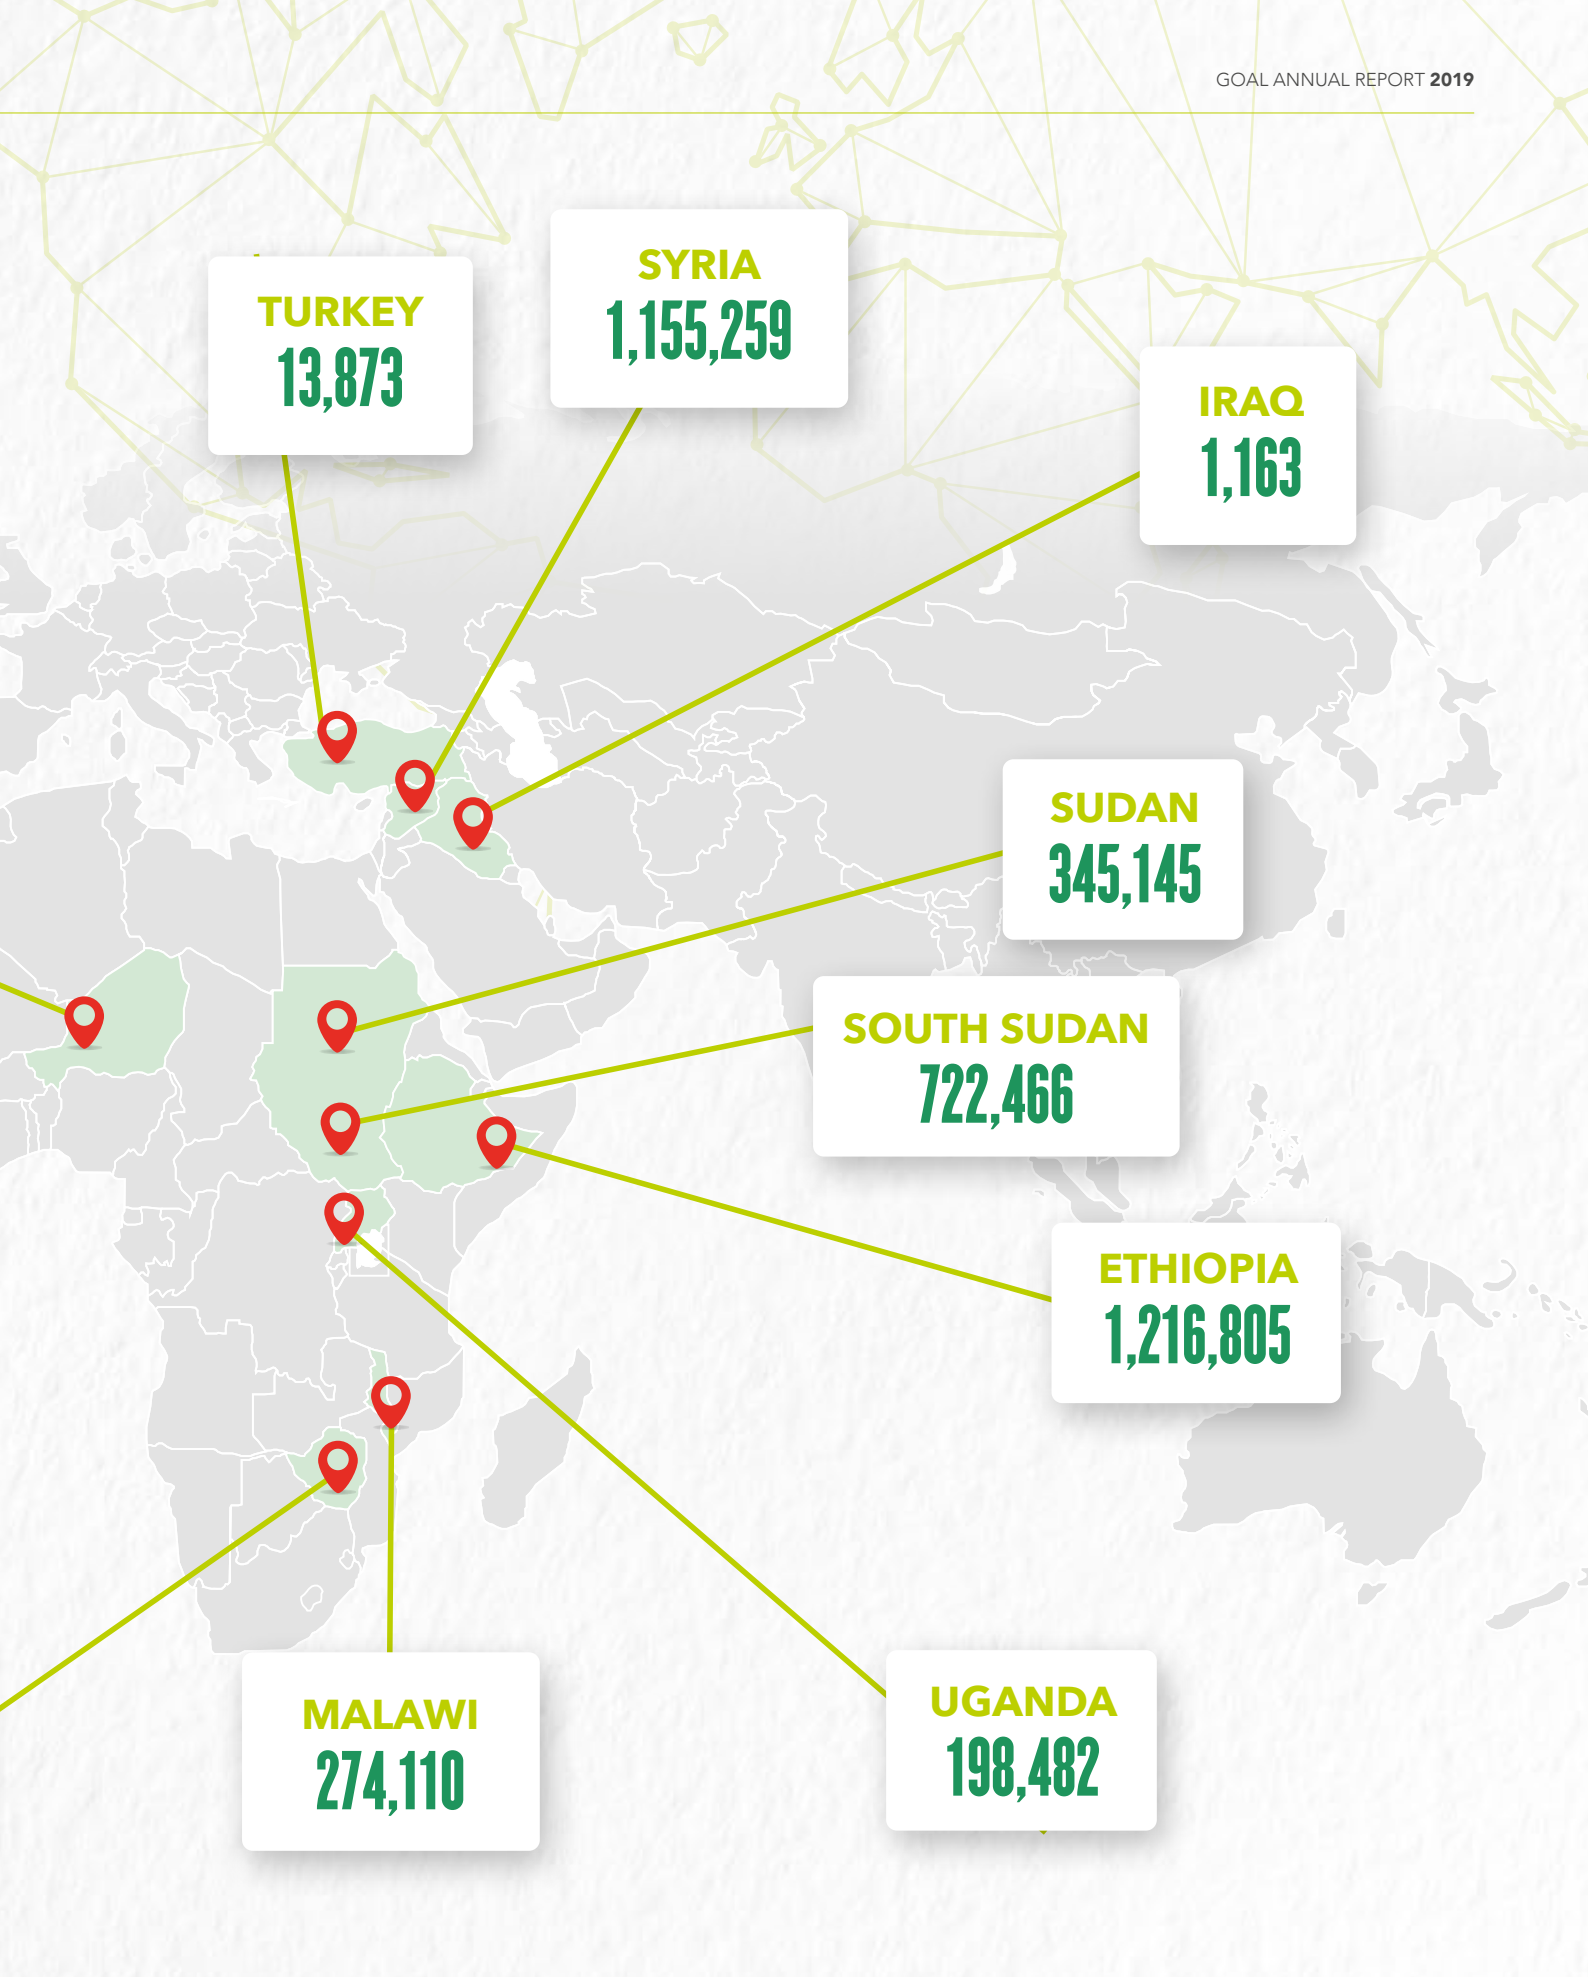 GOAL ANNUAL REPORT 2019
SYRIA
1,155,259
TURKEY
13,873
IRAQ
1,163
SUDAN
345,145
SOUTH SUDAN
722,466
ETHIOPIA
1,216,805
MALAWI
274,110
UGANDA
198,482